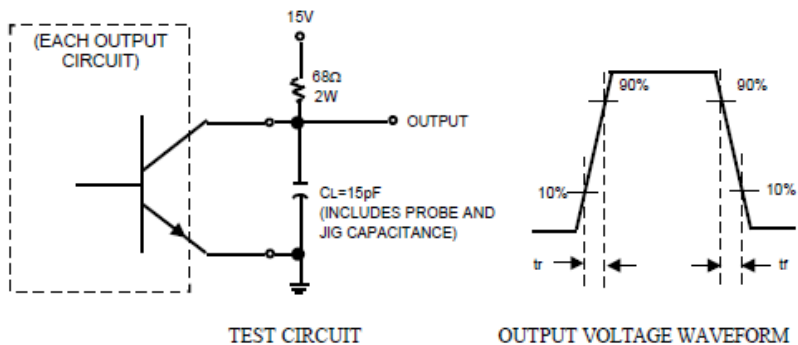 15V
(EACH OUTPUT
CIRCUIT)
68Ω
2W
OUTPUT
CL=15pF
(INCLUDES PROBE AND
JIG CAPACITANCE)
90%
90%
10%
10%
tr
tf
TEST CIRCUIT
OUTPUT VOLTAGE WAVEFORM